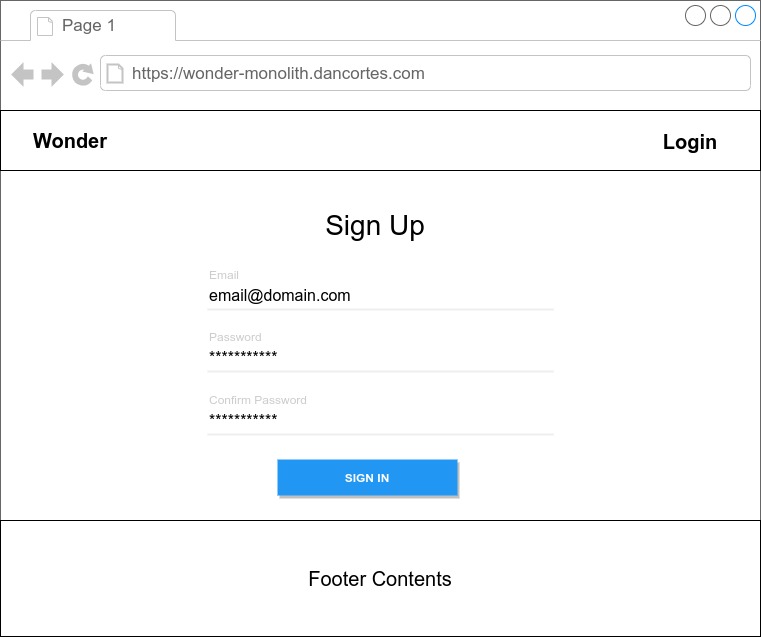 Page 1
https://wonder-monolith.dancortes.com
Wonder
Login
Sign Up
Email
email@domain.com
Password
***********
Confirm Password
***********
SIGN IN
Footer Contents